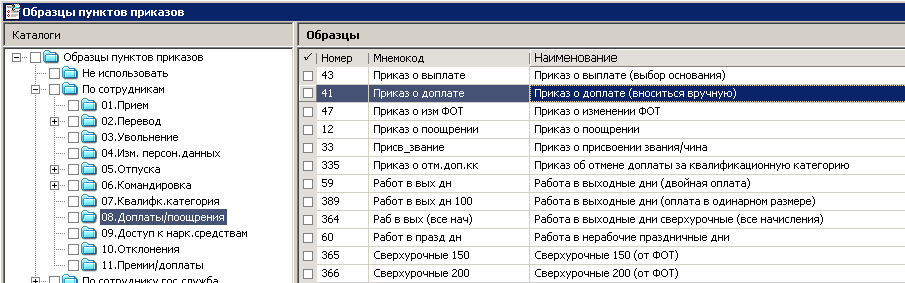 Образцы пунктов приказов
Каталоги
Образцы пунктов приказов
Не использовать
По сотрудникам
01.Прием
02.Перевод
03.Увольнение
04.Изм. персон.данных
05.Отпуска
06.Командировка
07.Квалифк.категория
08.Доплаты/поощрения
09.Доступ к нарк.средствам
10.Отклонения
11.Премии/доплаты
По сотруднику гос служба
Образцы
Номер Мнемокод Наименование
43 Приказ о выплате Приказ о выплате (выбор основания)
41 Приказ о доплате Приказ о доплате (вноситься вручную)
47 Приказ о изм ФОТ Приказ о изменении ФОТ
12 Приказ о поощрении Приказ о поощрении
33 Присв_звание Приказ о присвоении звания/чина
335 Приказ о отм.доп.кк Приказ об отмене доплаты за квалификационную категорию
59 Работ в вых дн Работа в выходные дни (двойная оплата)
389 Работ в вых дн 100 Работа в выходные дни (оплата в одинарном размере)
364 Раб в вых (все нач) Работа в выходные дни сверхурочные (все начисления)
60 Работ в празд дн Работа в нерабочие праздничные дни
365 Сверхурочные 150 Сверхурочные 150 (от ФОТ)
366 Сверхурочные 200 Сверхурочные 200 (от ФОТ)